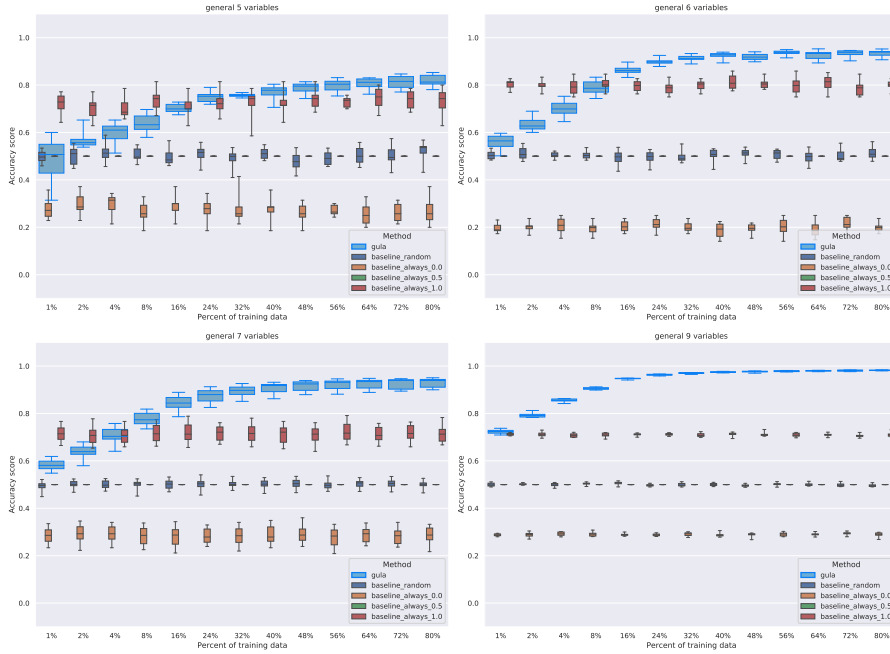 general 5 variables
1.0
0.8
0.6
0.4
0.2
0.0
Accuracy score
1% 2% 4% 8% 16% 24% 32% 40% 48% 56% 64% 72% 80%
Percent of training data
Method
gula
baseline_random
baseline_always_0.0
baseline_always_0.5
baseline_always_1.0
general 6 variables
1.0
0.8
0.6
0.4
0.2
0.0
Accuracy score
1% 2% 4% 8% 16% 24% 32% 40% 48% 56% 64% 72% 80%
Percent of training data
Method
gula
baseline_random
baseline_always_0.0
baseline_always_0.5
baseline_always_1.0
general 7 variables
1.0
0.8
0.6
0.4
0.2
0.0
Accuracy score
1% 2% 4% 8% 16% 24% 32% 40% 48% 56% 64% 72% 80%
Percent of training data
Method
gula
baseline_random
baseline_always_0.0
baseline_always_0.5
baseline_always_1.0
general 9 variables
1.0
0.8
0.6
0.4
0.2
0.0
Accuracy score
1% 2% 4% 8% 16% 24% 32% 40% 48% 56% 64% 72% 80%
Percent of training data
Method
gula
baseline_random
baseline_always_0.0
baseline_always_0.5
baseline_always_1.0